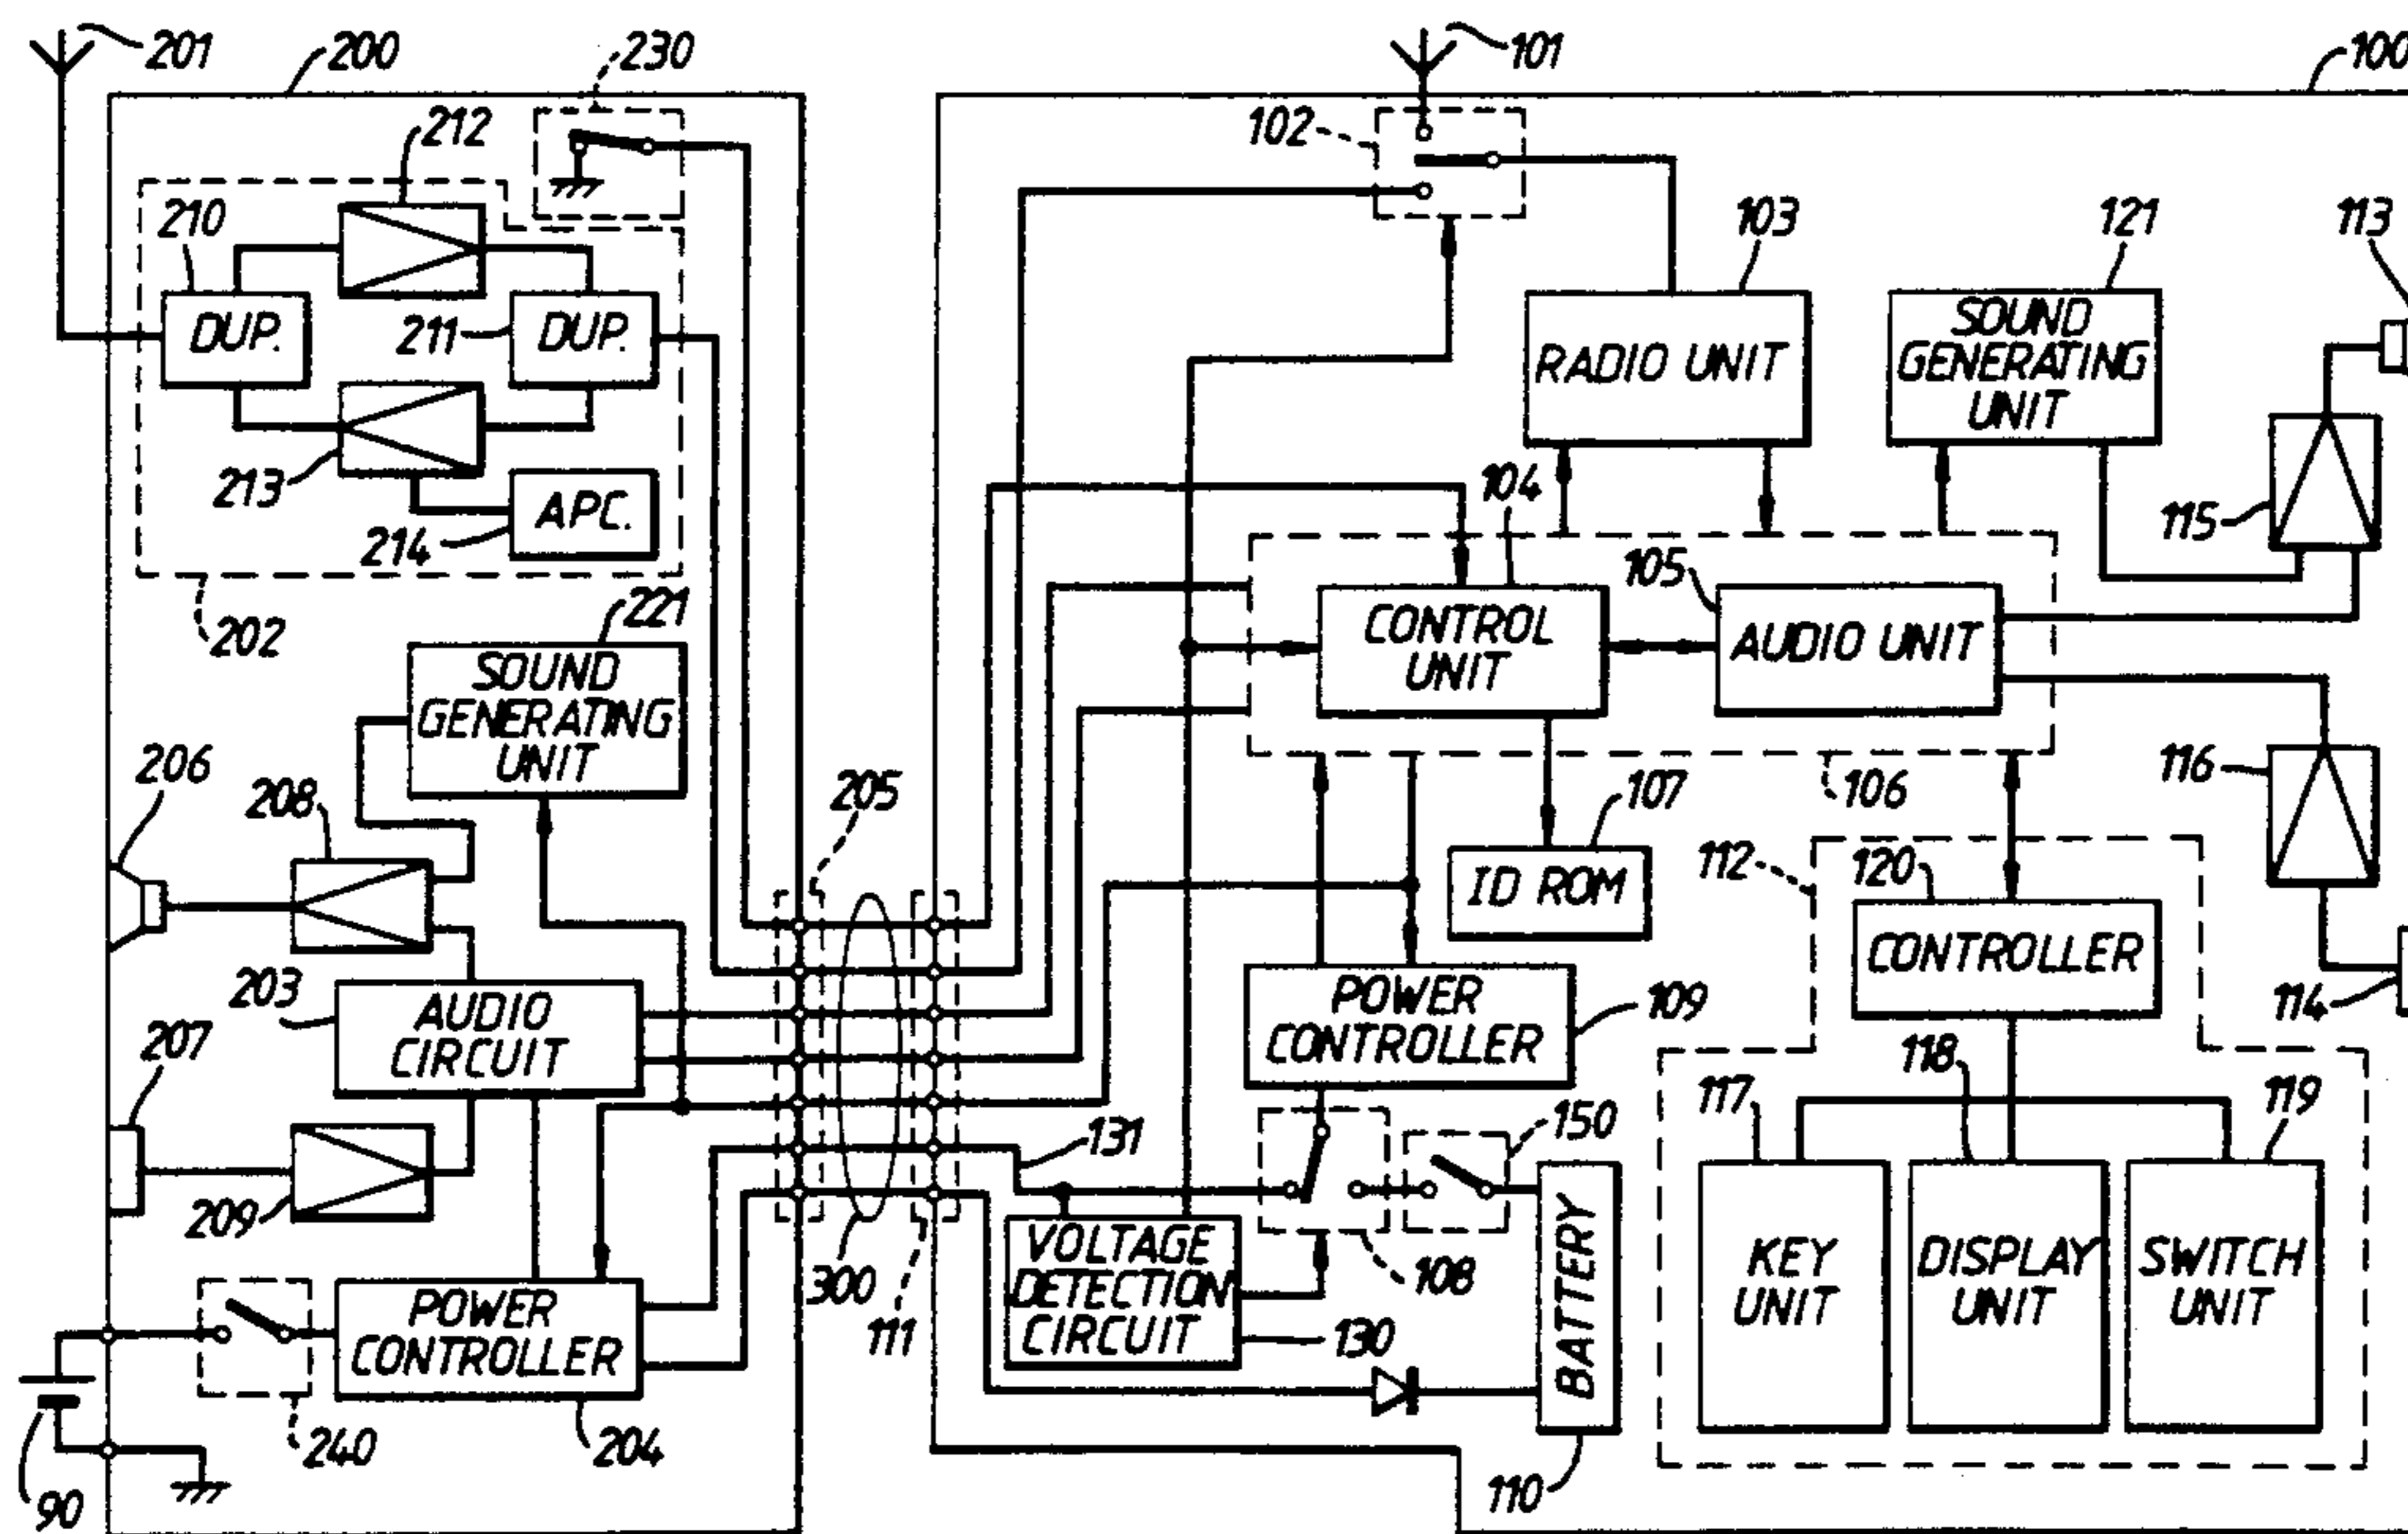 201
200
230
101
100
212
102
210
103
121
113
DUP.
211
DUP.
RADIO UNIT
SOUND
GENERATING
UNIT
213
APC.
214
104
115
105
202
221
CONTROL
UNIT
AUDIO UNIT
SOUND
GENERATING
UNIT
206
208
205
107
106
116
112
120
ID ROM
203
AUDIO
CIRCUIT
CONTROLLER
207
POWER
CONTROLLER
109
114
118
117
119
131
150
209
300
VOLTAGE
DETECTION
CIRCUIT
108
BATTERY
KEY
UNIT
DISPLAY
UNIT
SWITCH
UNIT
111
130
POWER
CONTROLLER
240
204
90
110